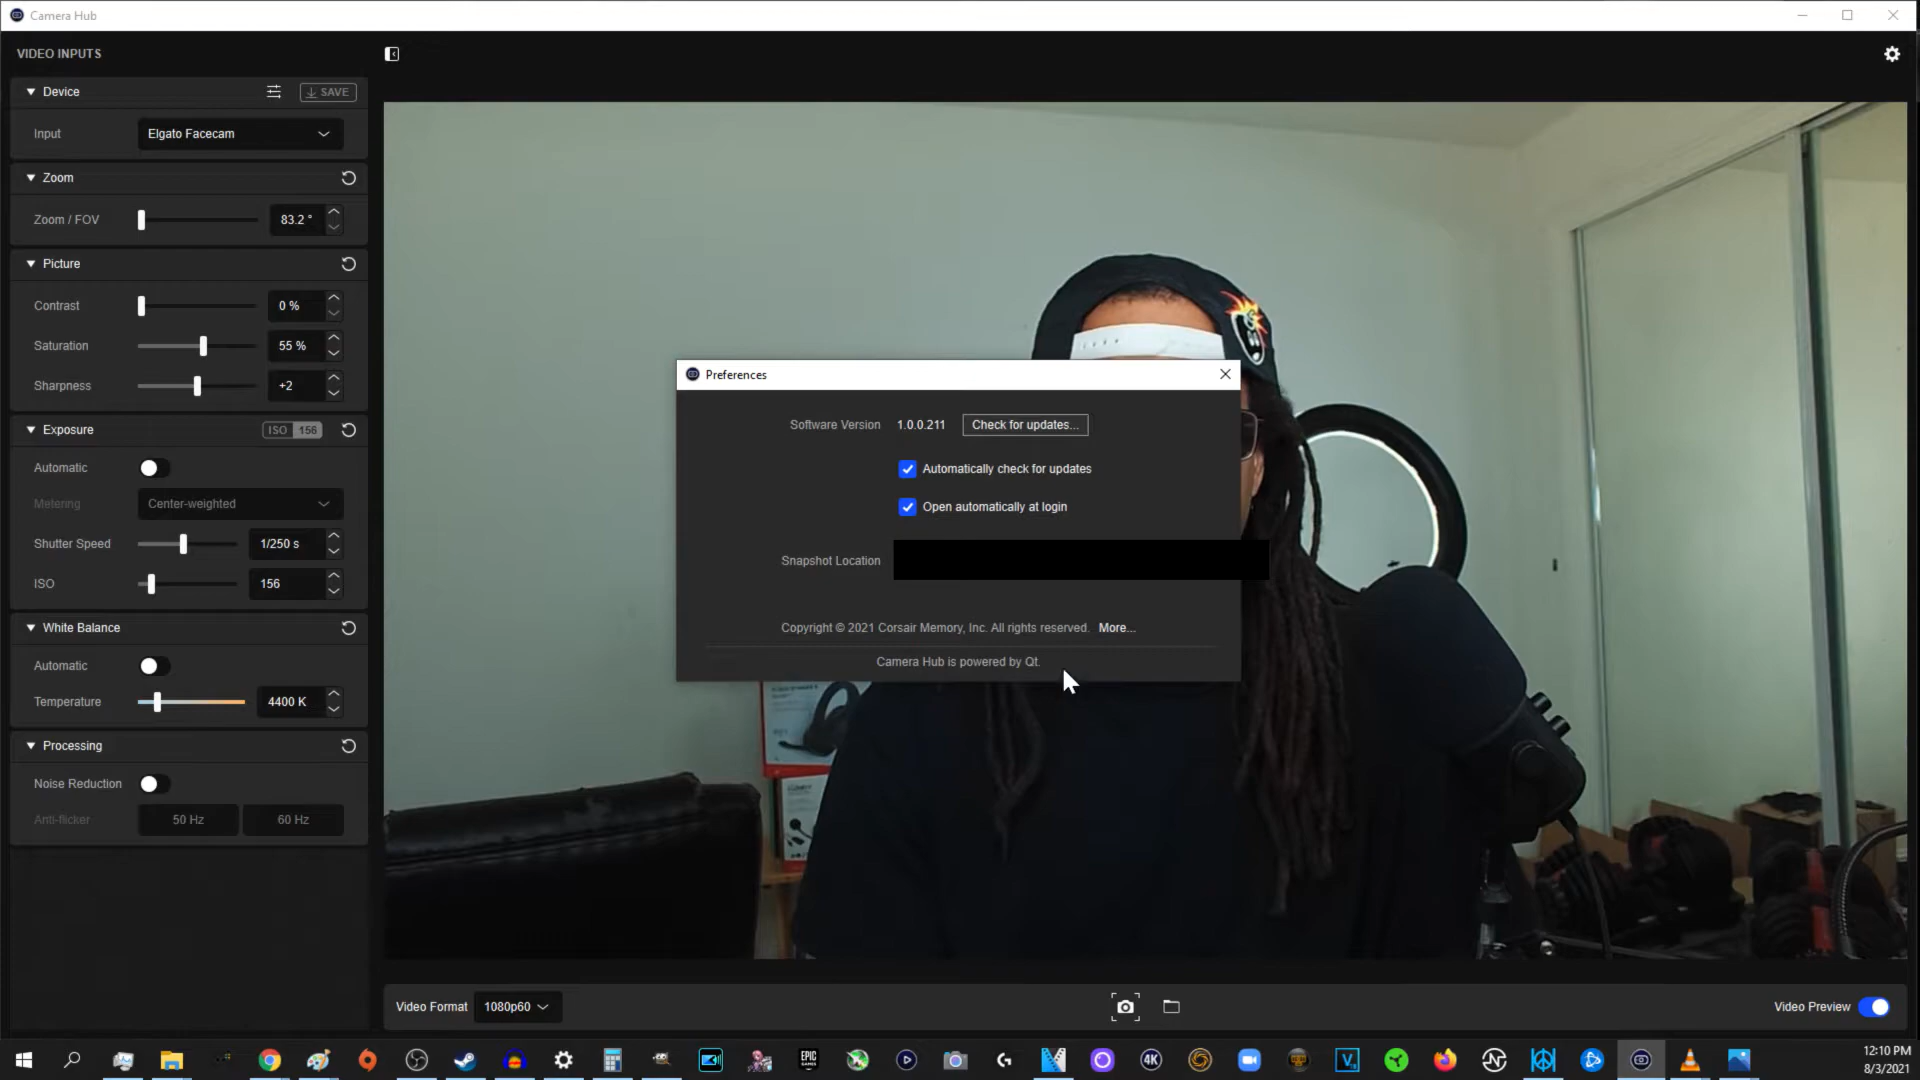 Camera Hub
VIDEO INPUTS
Device
SAVE
Input
Elgato Facecam
Zoom
Zoom / FOV
83.2 °
Picture
Contrast
0 %
Saturation
55 %
Sharpness
+2
Exposure
ISO 156
Automatic
Metering
Center-weighted
Shutter Speed
1/250 s
ISO
156
White Balance
Automatic
Temperature
4400 K
Processing
Noise Reduction
Anti-flicker
50 Hz
60 Hz
Preferences
Software Version 1.0.0.211 Check for updates...
Automatically check for updates
Open automatically at login
Snapshot Location
Copyright © 2021 Corsair Memory, Inc. All rights reserved. More...
Camera Hub is powered by Qt.
Video Format 1080p60
Video Preview
EPIC GAMES
4K
12:10 PM
8/3/2021